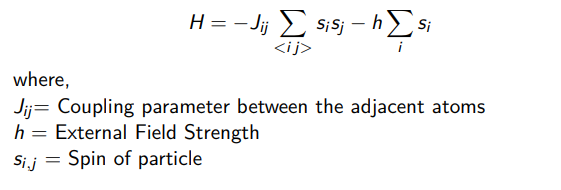 H = −J_{ij} ∑_{<ij>} s_i s_j − h ∑_i s_i
where,
J_{ij}= Coupling parameter between the adjacent atoms
h = External Field Strength
s_{i,j} = Spin of particle